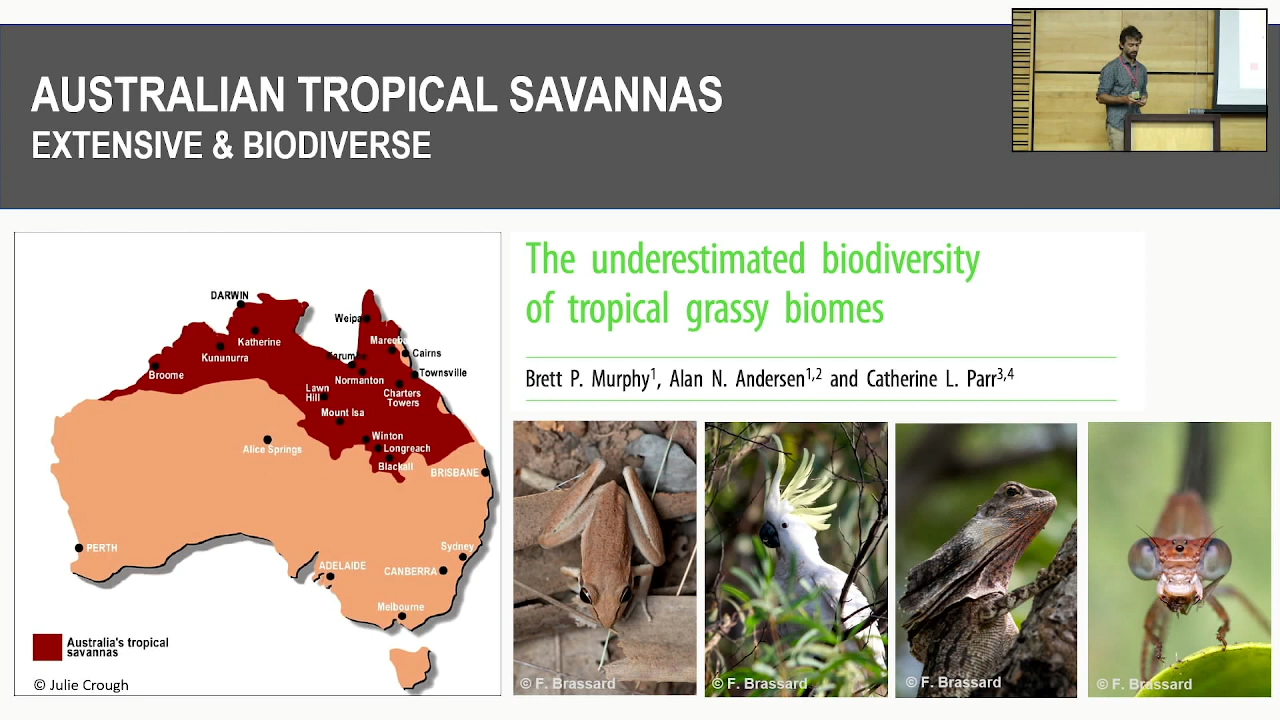 AUSTRALIAN TROPICAL SAVANNAS
EXTENSIVE & BIODIVERSE
DARWIN
Weipa
Katherine
Mareeba
Kununurra
Cairns
Broome
Townsville
Normanton
Lawn
Hill
Charters
Towers
Mount Isa
Winton
Alice Springs
Longreach
Blackall
BRISBANE
PERTH
Sydney
ADELAIDE
CANBERRA
Melbourne
Australia's tropical
savannas
© Julie Crough
The underestimated biodiversity
of tropical grassy biomes
Brett P. Murphy1, Alan N. Andersen1,2 and Catherine L. Parr3,4
© F. Brassard
© F. Brassard
© F. Brassard
© F. Brassard